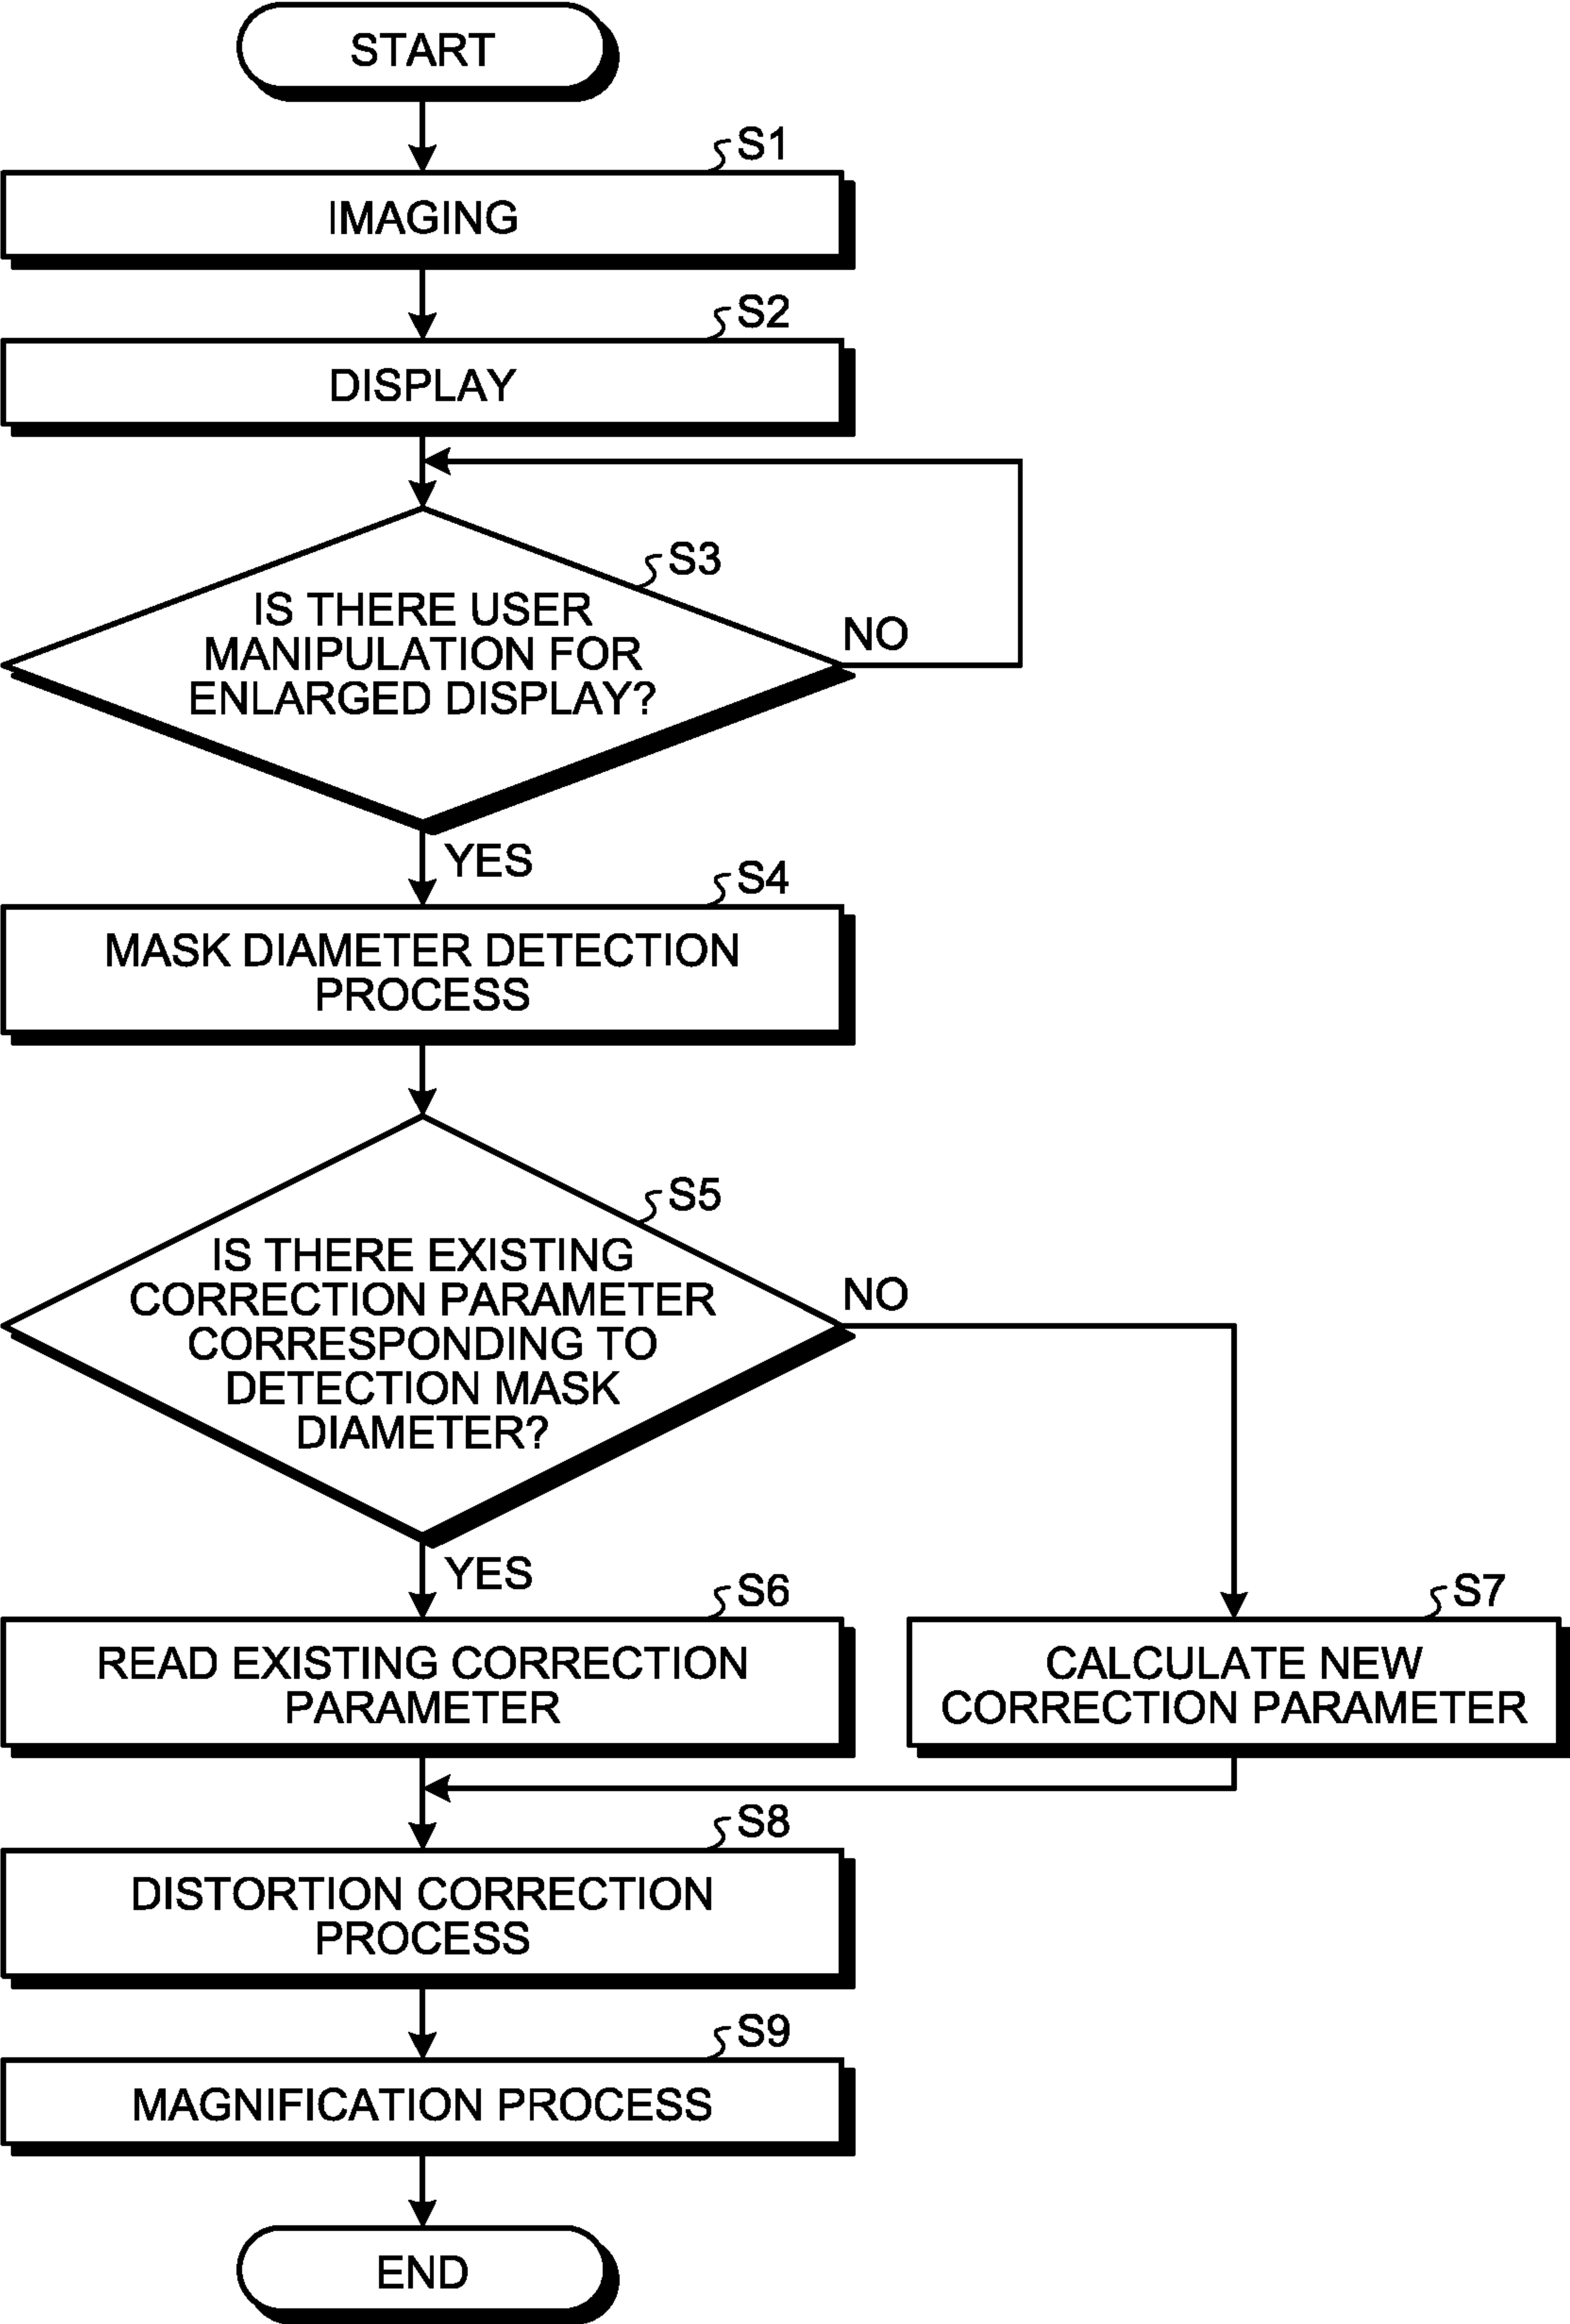 START
S1
IMAGING
S2
DISPLAY
S3
IS THERE USER
MANIPULATION FOR
ENLARGED DISPLAY?
NO
YES
S4
MASK DIAMETER DETECTION
PROCESS
S5
IS THERE EXISTING
CORRECTION PARAMETER
CORRESPONDING TO
DETECTION MASK
DIAMETER?
NO
YES
S6
READ EXISTING CORRECTION
PARAMETER
S7
CALCULATE NEW
CORRECTION PARAMETER
S8
DISTORTION CORRECTION
PROCESS
S9
MAGNIFICATION PROCESS
END